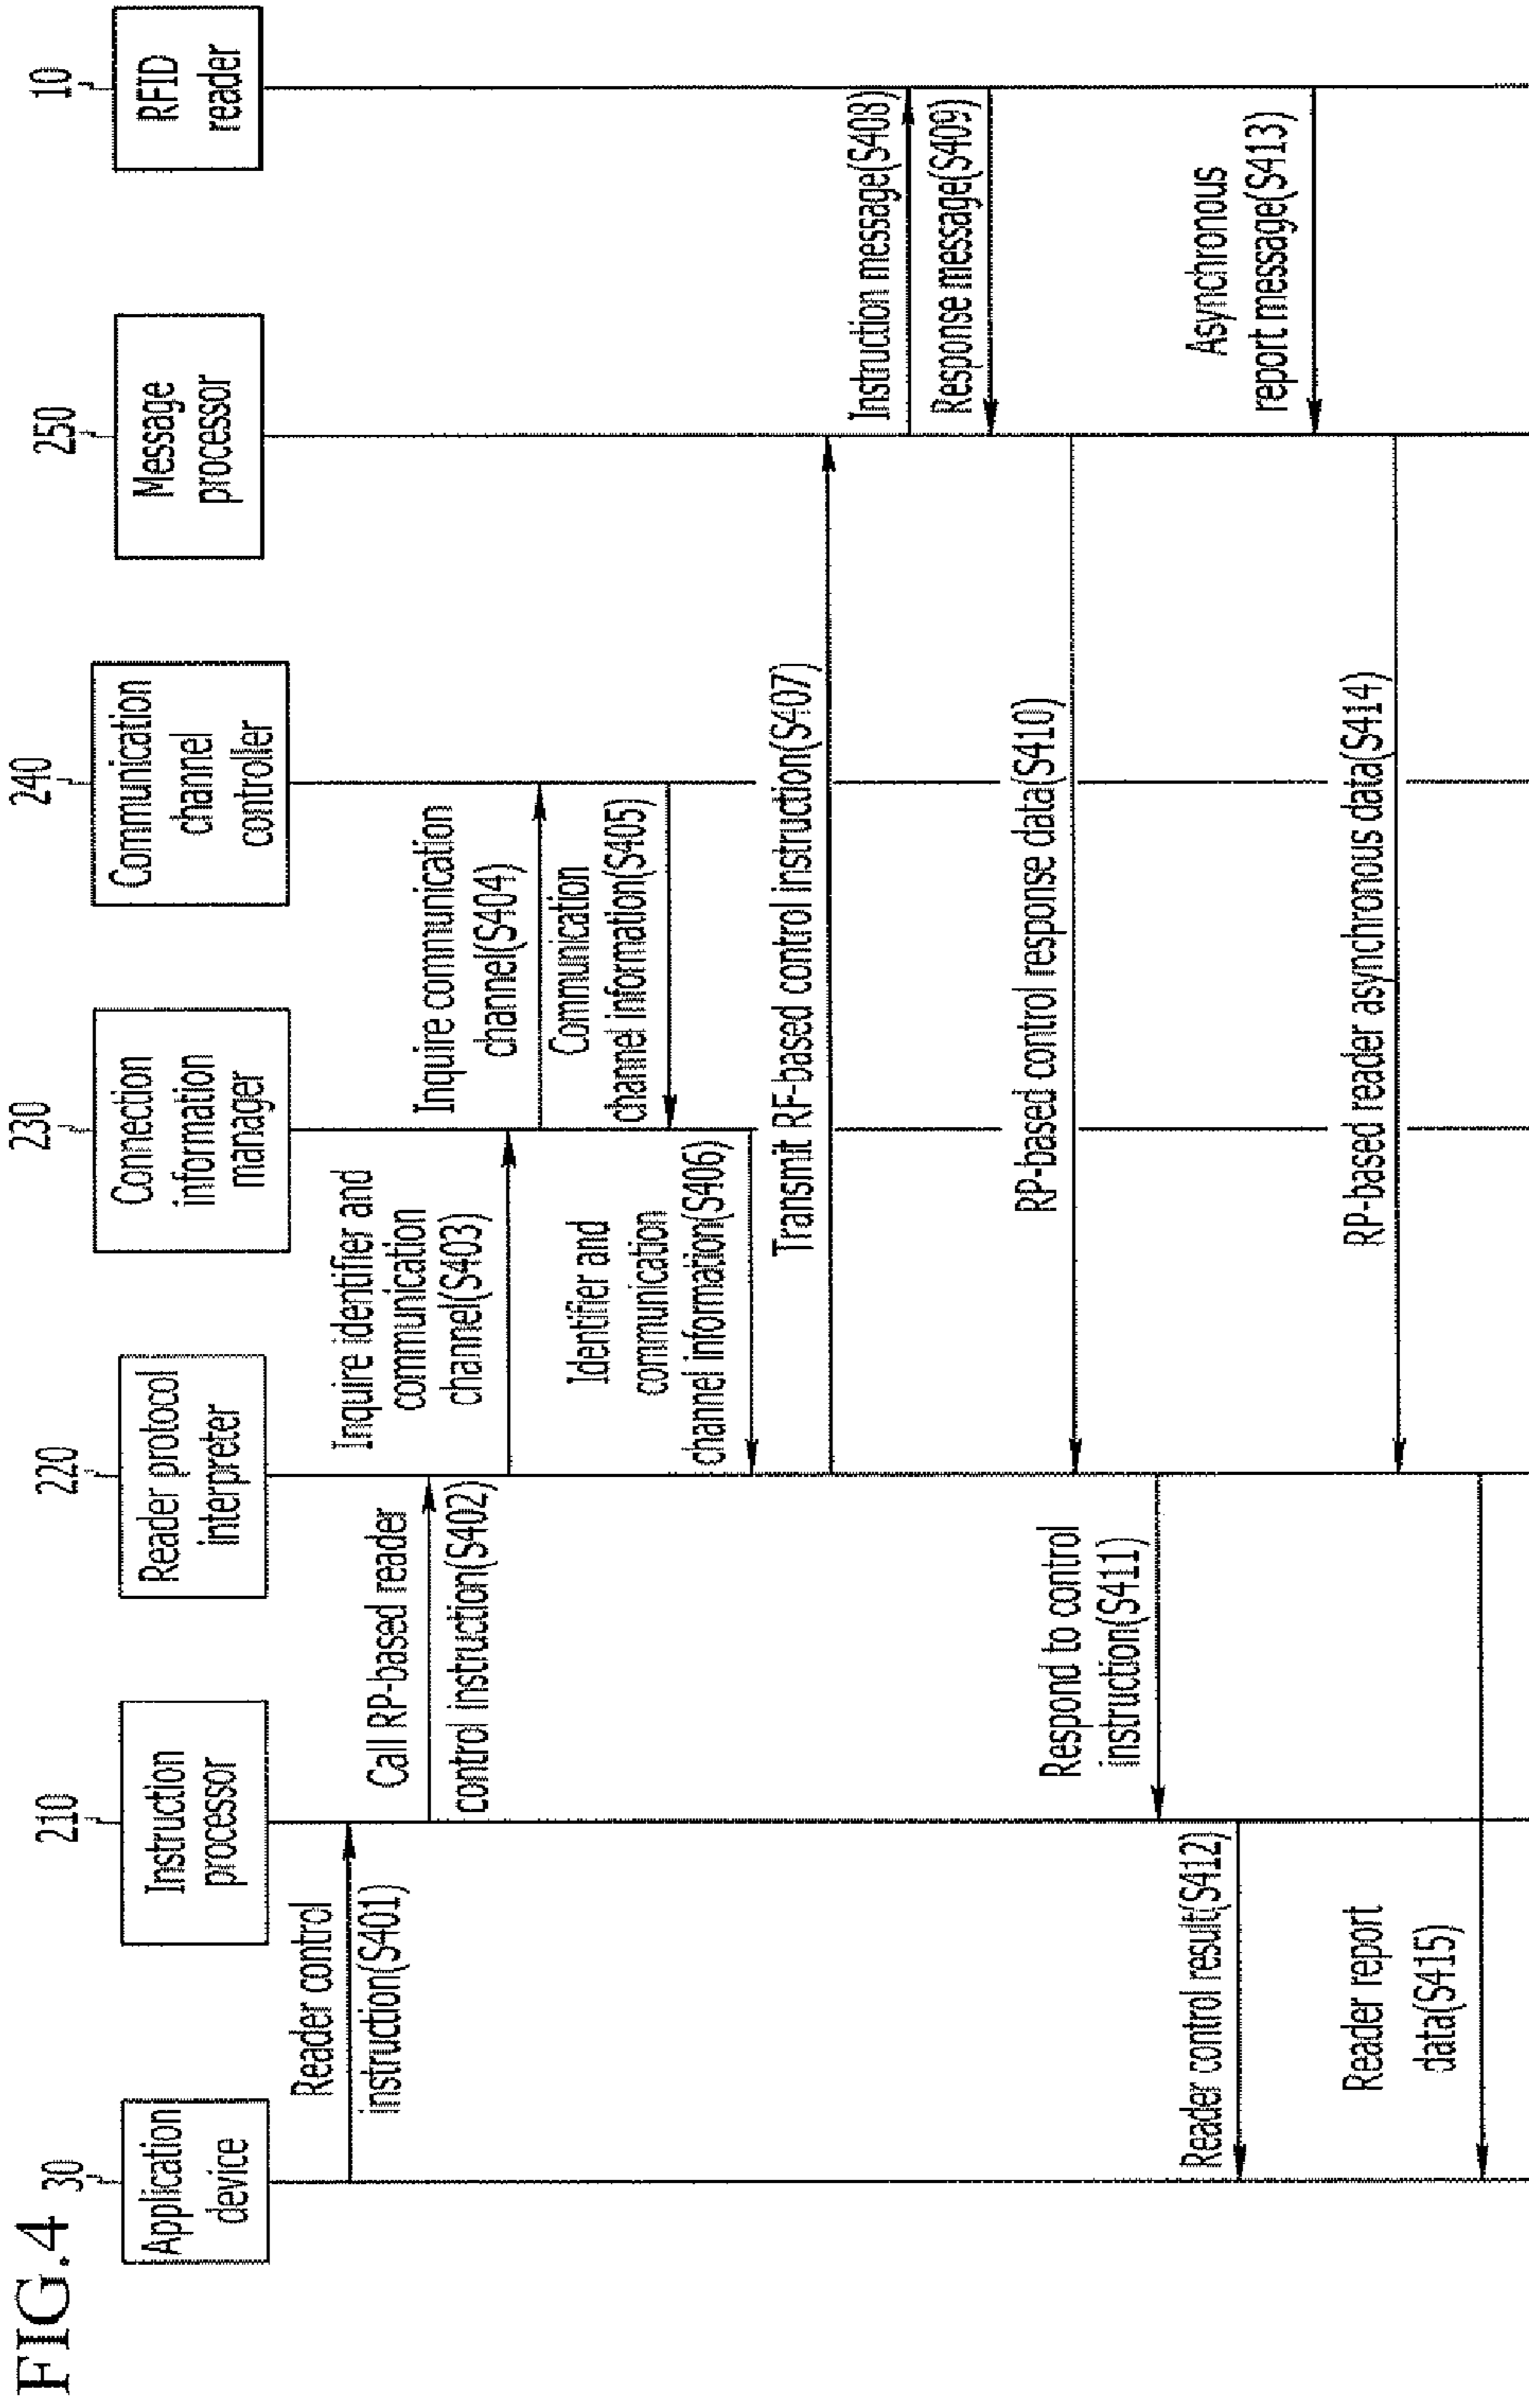 FIG.4
30
Application
device
210
Instruction
processor
220
Reader protocol
interpreter
230
Connection
information
manager
240
Communication
channel
controller
250
Message
processor
10
RFID
reader
Reader control
instruction(S401)
Call RP-based reader
control instruction(S402)
Inquire identifier and
communication
channel(S403)
Inquire communication
channel(S404)
Communication
channel information(S405)
Identifier and
communication
channel information(S406)
Transmit RF-based control instruction(S407)
Instruction message(S408)
Response message(S409)
RP-based control response data(S410)
Respond to control
instruction(S411)
Reader control result(S412)
Asynchronous
report message(S413)
RP-based reader asynchronous data(S414)
Reader report
data(S415)